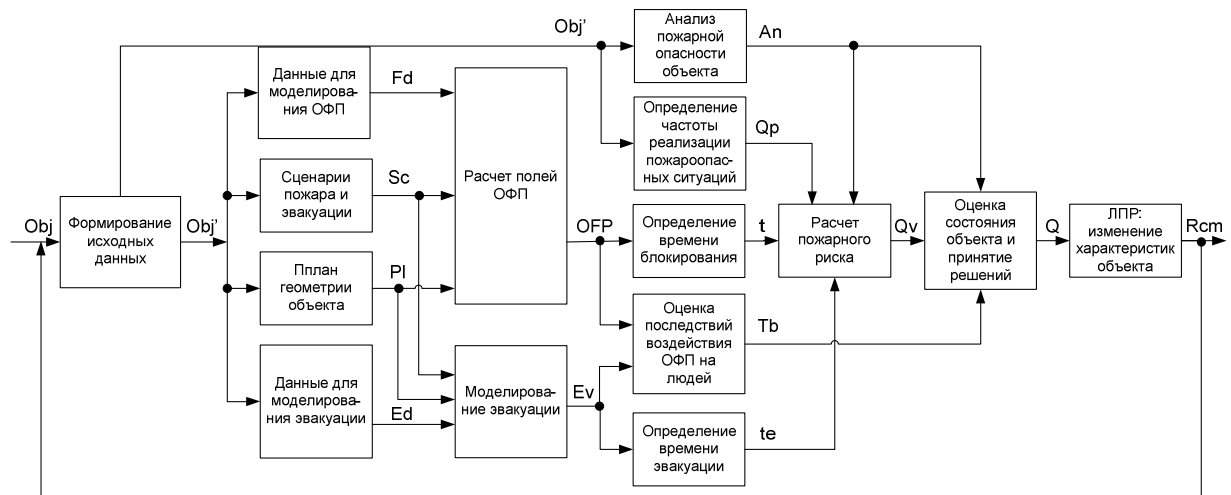 Obj
Формирование
исходных
данных
Obj'
Obj'
Данные для
моделирова-
ния ОФП
Fd
Сценарии
пожара и
эвакуации
Sc
Пплан
геометрии
объекта
Pl
Данные для
моделирова-
ния эвакуации
Ed
Расчет полей
ОФП
OFP
Моделирова-
ние эвакуации
Ev
Анализ
пожарной
опасности
объекта
An
Определение
частоты
реализации
пожароопас-
ных ситуаций
Qp
Определение
времени
блокирования
t
Оценка
последствий
воздействия
ОФП на
людей
Tb
Определение
времени
эвакуации
te
Расчет
пожарного
риска
Qv
Оценка
состояния
объекта и
принятие
решений
Q
ЛПР:
изменение
характеристик
объекта
Rcm